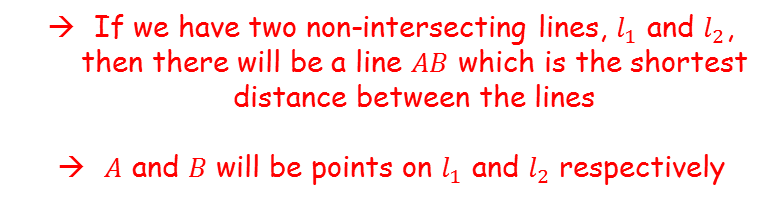 → If we have two non-intersecting lines, l₁ and l₂,
then there will be a line AB which is the shortest
distance between the lines
→ A and B will be points on l₁ and l₂ respectively